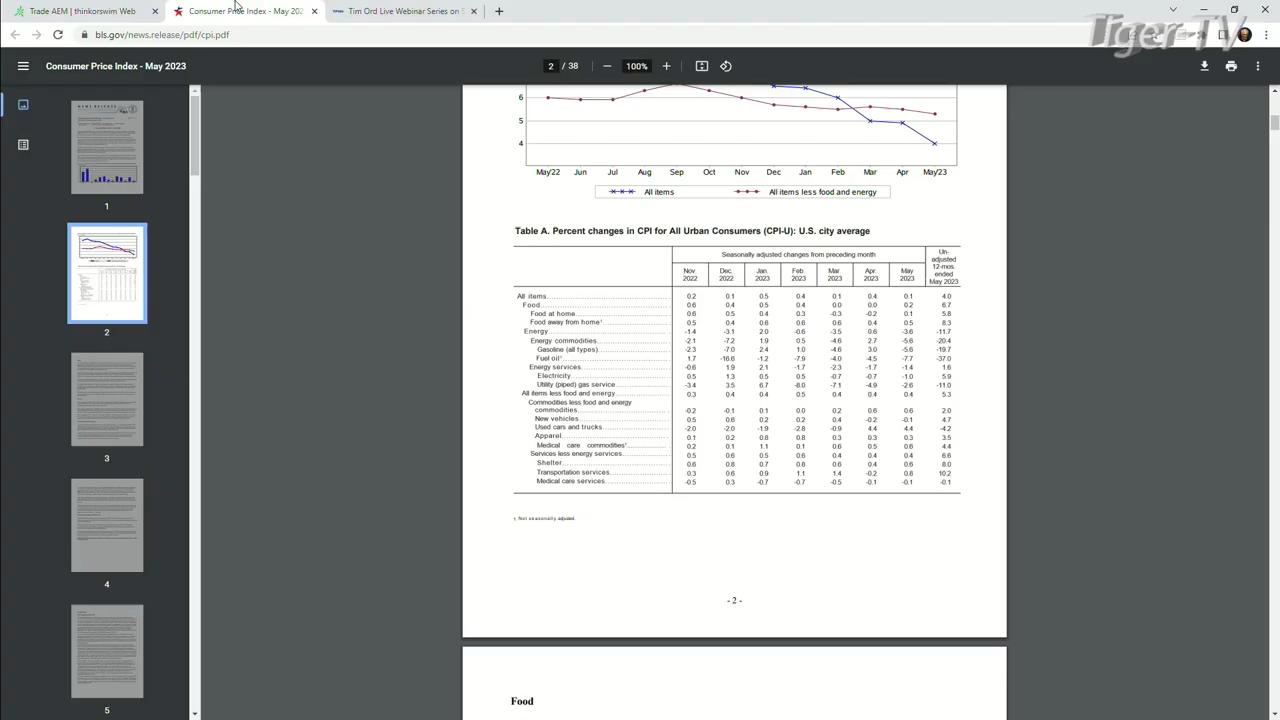 Trade AEM | thinkorswim Web
Consumer Price Index - May 202
Tim Ord Live Webinar Series on S
Tiger-TV
bls.gov/news.release/pdf/cpi.pdf
Consumer Price Index - May 2023
2 / 38
100%
1
2
3
4
5
6
5
4
May'22 Jun Jul Aug Sep Oct Nov Dec Jan Feb Mar Apr May'23
All items
All items less food and energy
Table A. Percent changes in CPI for All Urban Consumers (CPI-U): U.S. city average
Seasonally adjusted changes from preceding month
Un-adjusted 12-mos. ended May 2023
Nov. 2022 Dec. 2022 Jan. 2023 Feb. 2023 Mar. 2023 Apr. 2023 May 2023
All items 0.2 0.1 0.5 0.4 0.1 0.4 0.1 4.0
Food 0.6 0.4 0.5 0.4 0.0 0.0 0.2 6.7
Food at home 0.6 0.5 0.4 0.3 -0.3 -0.2 0.1 5.8
Food away from home¹ 0.5 0.4 0.6 0.6 0.6 0.4 0.5 8.3
Energy -1.4 -3.1 2.0 -0.6 -3.5 0.6 -3.6 -11.7
Energy commodities -2.1 -7.2 1.9 0.5 -4.6 2.7 -5.6 -20.4
Gasoline (all types) -2.3 -7.0 2.4 1.0 -4.6 3.0 -5.6 -19.7
Fuel oil¹ 1.7 -16.6 -1.2 -7.9 -4.0 -4.5 -7.7 -37.0
Energy services -0.6 1.9 2.1 -1.7 -2.3 -1.7 -1.4 1.6
Electricity 0.5 1.3 0.5 0.5 -0.7 -0.7 -1.0 5.9
Utility (piped) gas service -3.4 3.5 6.7 -8.0 -7.1 -4.9 -2.6 -11.0
All items less food and energy 0.3 0.4 0.4 0.5 0.4 0.4 0.4 5.3
Commodities less food and energy
commodities -0.2 -0.1 0.1 0.0 0.2 0.6 0.6 2.0
New vehicles 0.5 0.6 0.2 0.2 0.4 -0.2 -0.1 4.7
Used cars and trucks -2.0 -2.0 -1.9 -2.8 -0.9 4.4 4.4 -4.2
Apparel 0.1 0.2 0.8 0.8 0.3 0.3 0.3 3.5
Medical care commodities¹ 0.2 0.1 1.1 0.1 0.6 0.5 0.6 4.4
Services less energy services 0.5 0.6 0.5 0.6 0.4 0.4 0.4 6.6
Shelter 0.6 0.8 0.7 0.8 0.6 0.4 0.6 8.0
Transportation services 0.3 0.6 0.9 1.1 1.4 -0.2 0.8 10.2
Medical care services -0.5 0.3 -0.7 -0.7 -0.5 -0.1 -0.1 -0.1
1 Not seasonally adjusted.
- 2 -
Food